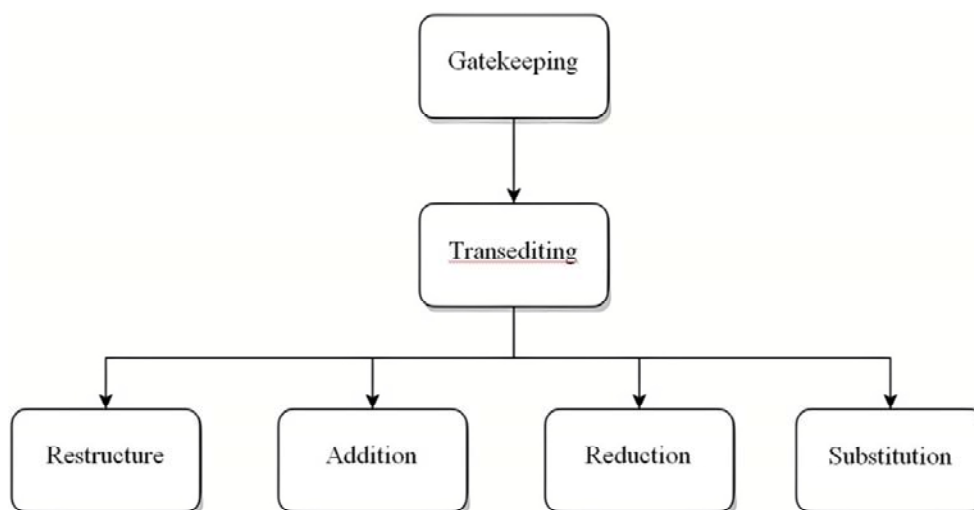 Gatekeeping
Transediting
Restructure
Addition
Reduction
Substitution